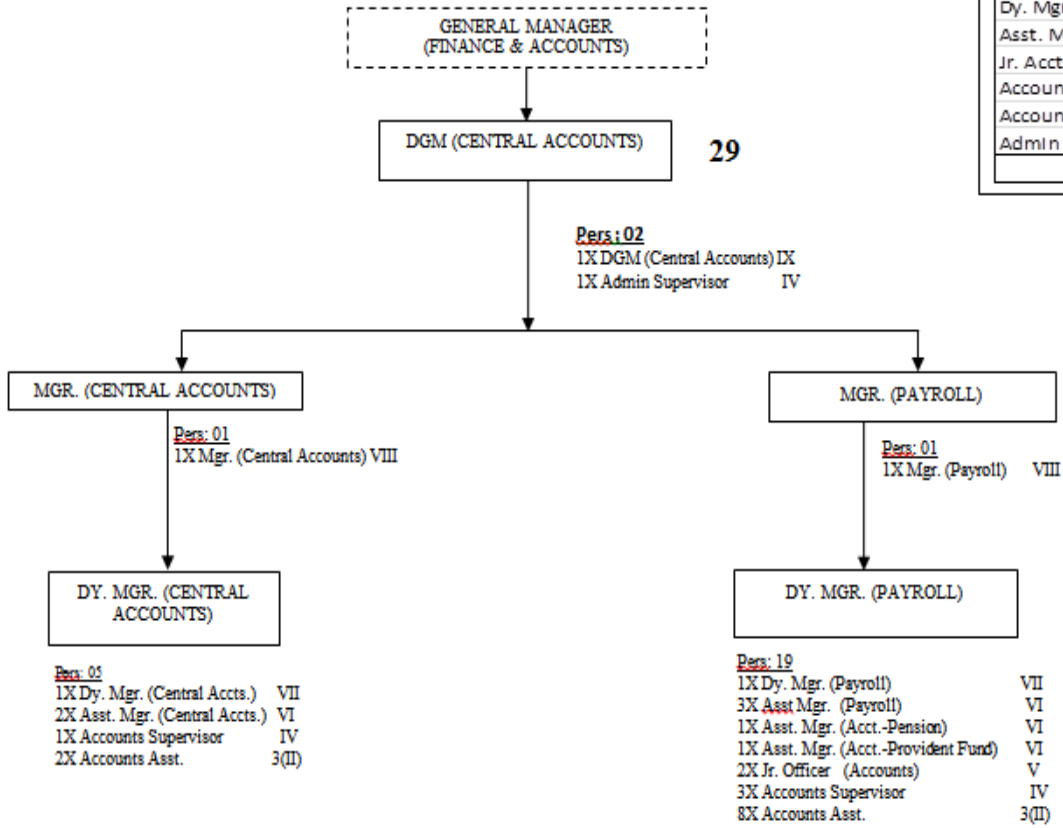 GENERAL MANAGER
(FINANCE & ACCOUNTS)
DGM (CENTRAL ACCOUNTS)
29
Pers : 02
1X DGM (Central Accounts) IX
1X Admin Supervisor IV
MGR. (CENTRAL ACCOUNTS)
Pers: 01
1X Mgr. (Central Accounts) VIII
DY. MGR. (CENTRAL
ACCOUNTS)
Pers: 05
1X Dy. Mgr. (Central Accts.) VII
2X Asst. Mgr. (Central Accts.) VI
1X Accounts Supervisor IV
2X Accounts Asst. 3(II)
MGR. (PAYROLL)
Pers: 01
1X Mgr. (Payroll) VIII
DY. MGR. (PAYROLL)
Pers: 19
1X Dy. Mgr. (Payroll) VII
3X Asst Mgr. (Payroll) VI
1X Asst. Mgr. (Acct.-Pension) VI
1X Asst. Mgr. (Acct.-Provident Fund) VI
2X Jr. Officer (Accounts) V
3X Accounts Supervisor IV
8X Accounts Asst. 3(II)
Dy.
Asst.
Jr.
Admin